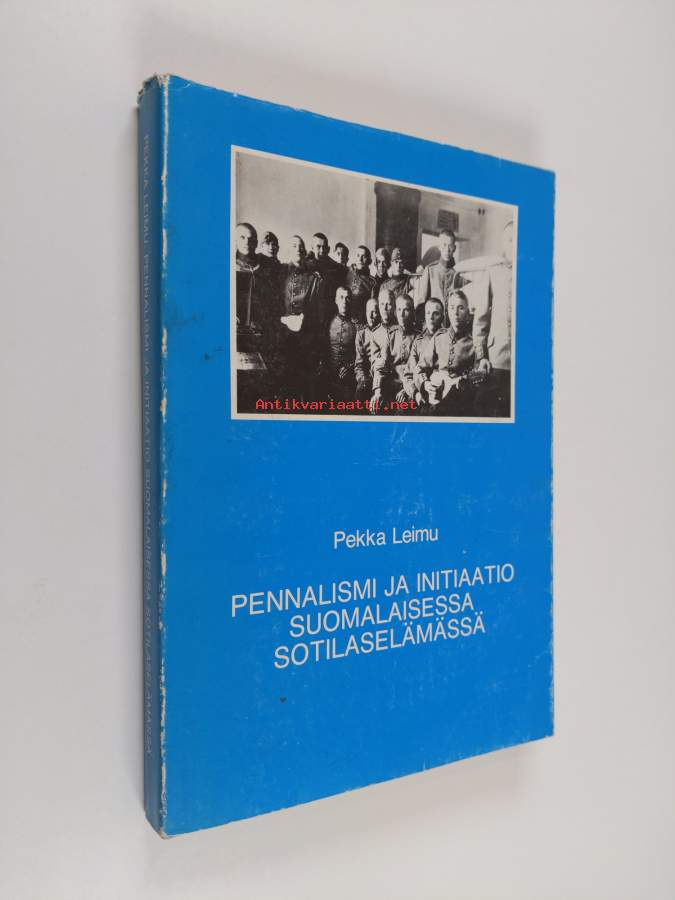 PEKKA LEIMU PENNALISMI JA INITIAATIO SUOMALAISESSA SOTILASELÄMÄSSÄ
Antikvariaatti.net
Pekka Leimu
PENNALISMI JA INITIAATIO
SUOMALAISESSA
SOTILASELÄMÄSSÄ